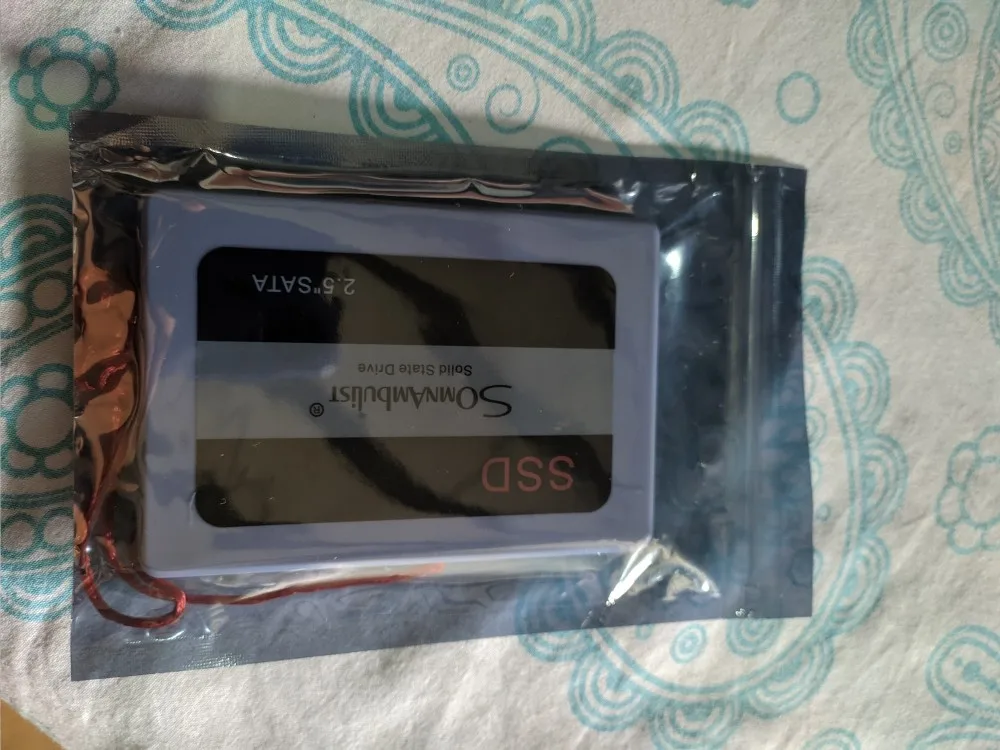 SSD
SOMNAMBULIST®
Solid State Drive
2.5"SATA